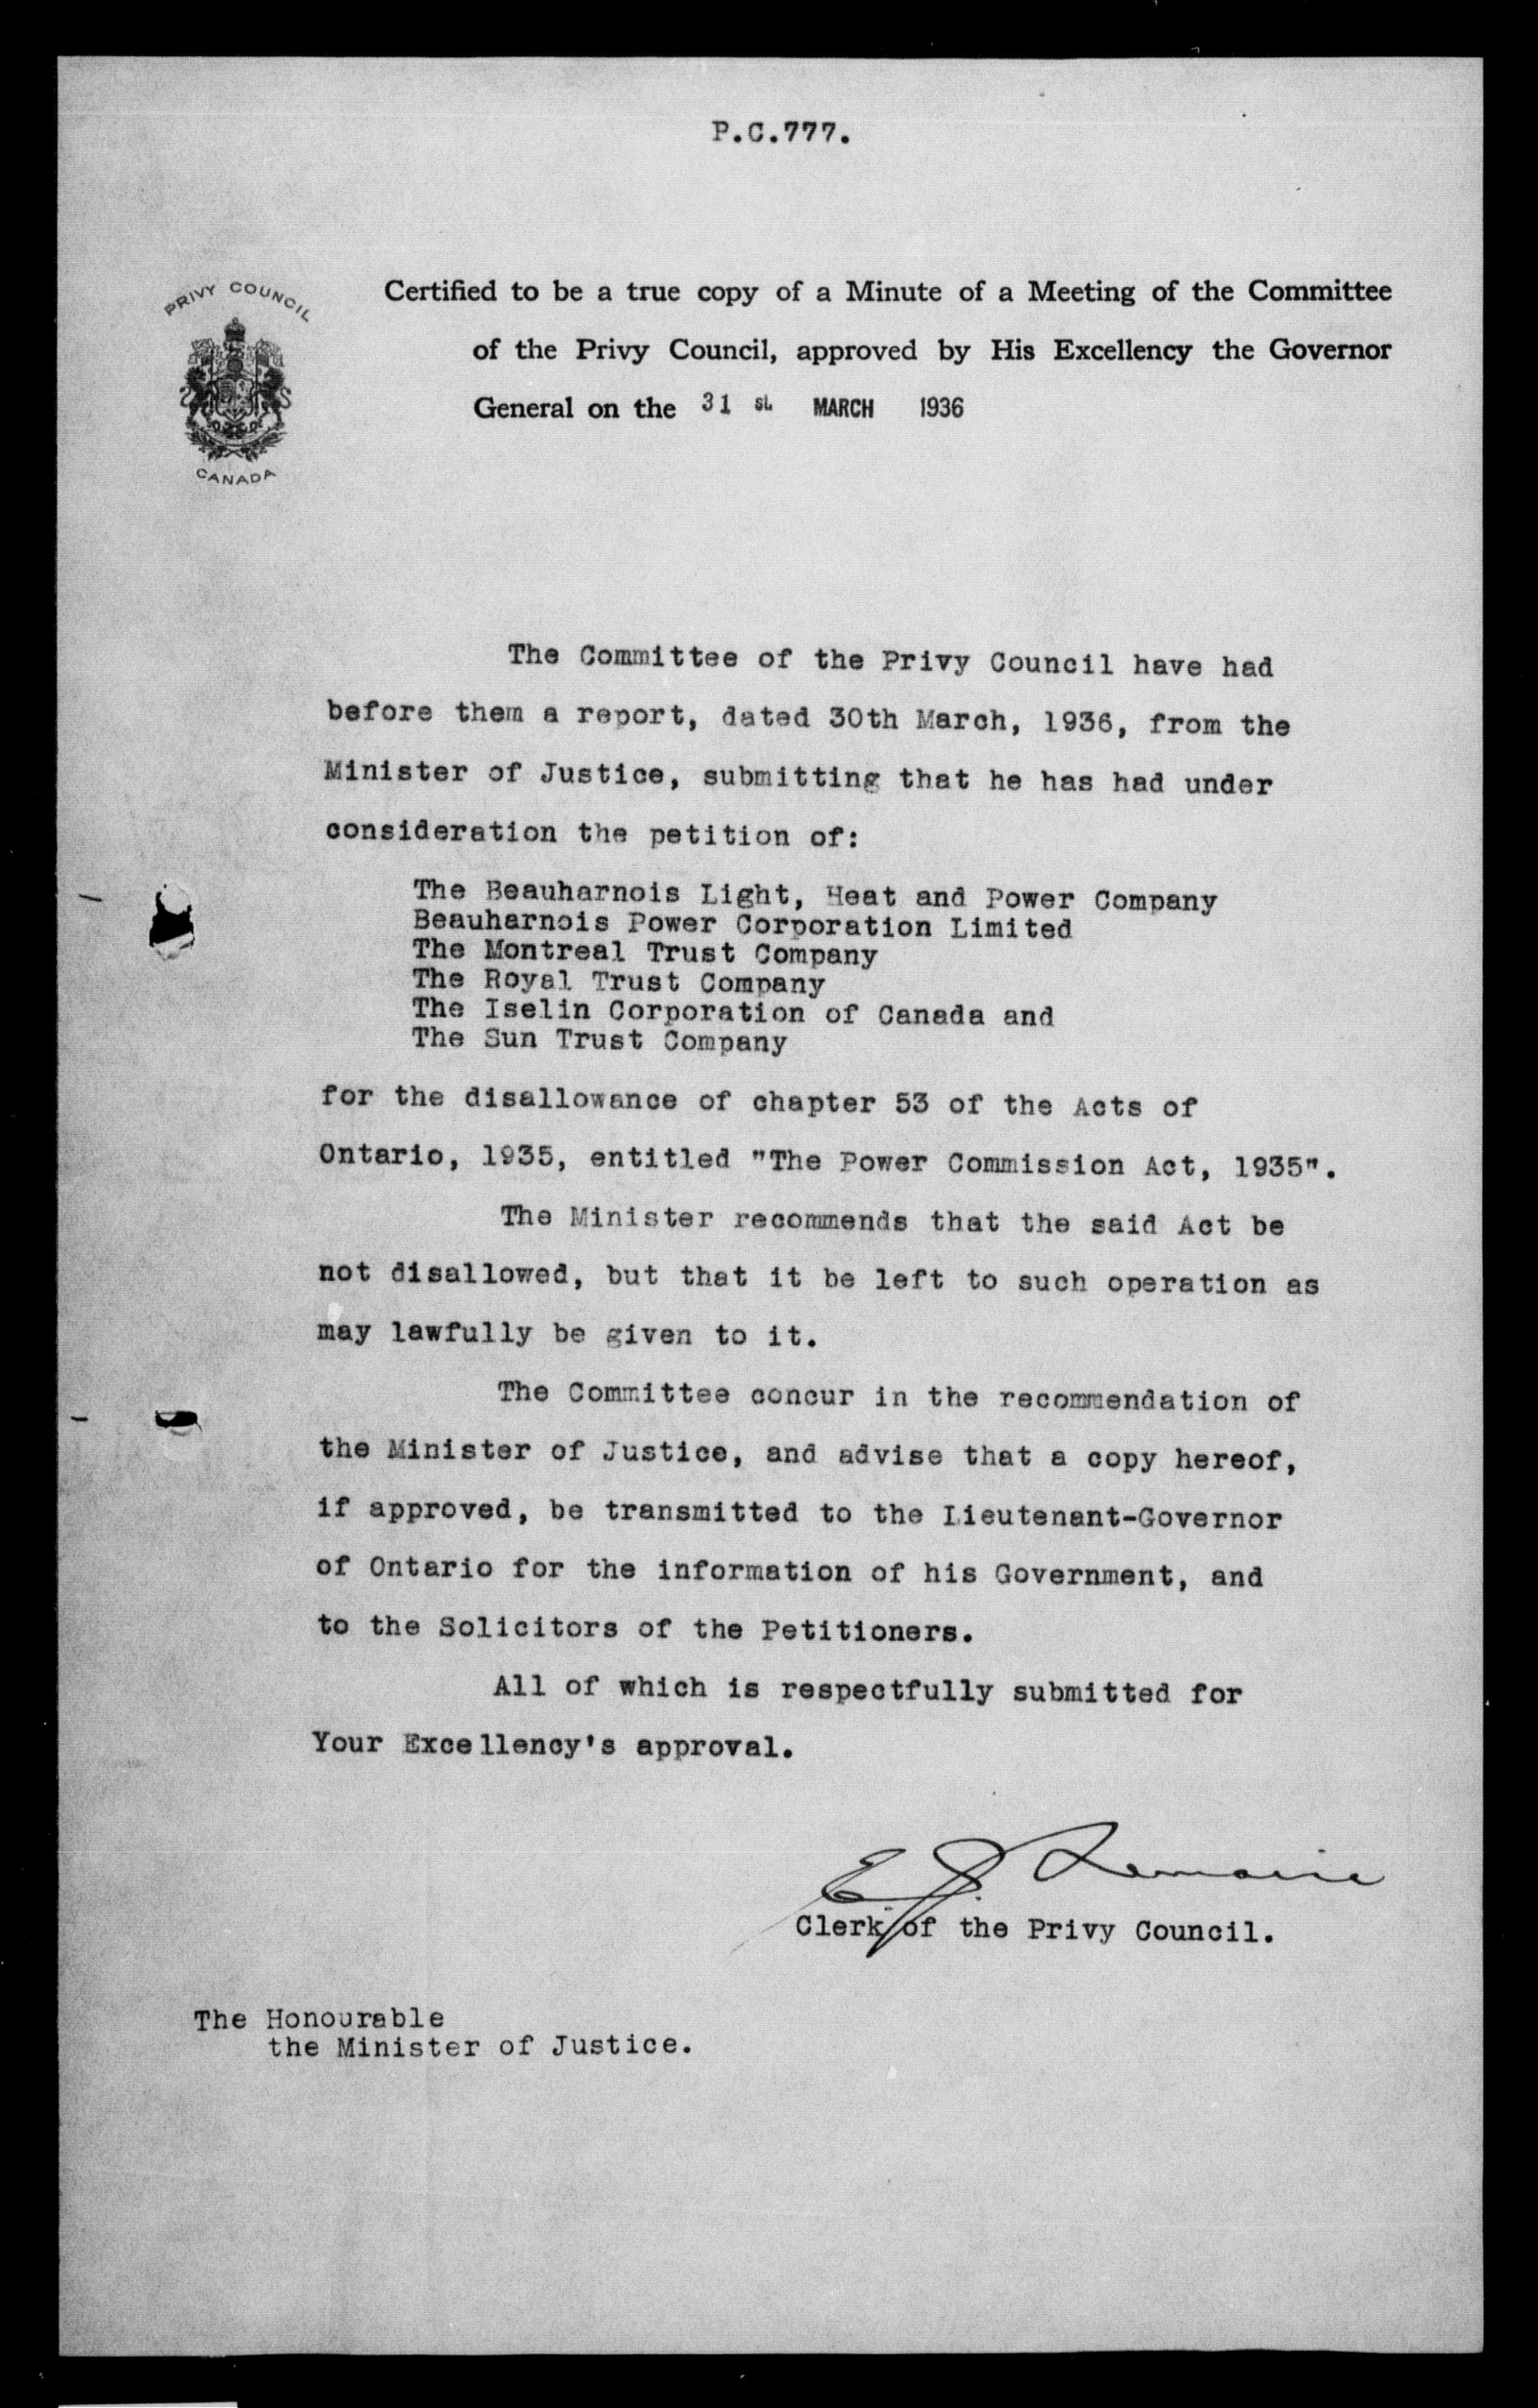 P.C.777.
PRIVY COUNCIL
CANADA
Certified to be a true copy of a Minute of a Meeting of the Committee
of the Privy Council, approved by His Excellency the Governor
General on the 31 st. MARCH 1936
The Committee of the Privy Council have had
before them a report, dated 30th March, 1936, from the
Minister of Justice, submitting that he has had under
consideration the petition of:
The Beauharnois Light, Heat and Power Company
Beauharnois Power Corporation Limited
The Montreal Trust Company
The Royal Trust Company
The Iselin Corporation of Canada and
The Sun Trust Company
for the disallowance of chapter 53 of the Acts of
Ontario, 1935, entitled "The Power Commission Act, 1935".
The Minister recommends that the said Act be
not disallowed, but that it be left to such operation as
may lawfully be given to it.
The Committee concur in the recommendation of
the Minister of Justice, and advise that a copy hereof,
if approved, be transmitted to the Lieutenant-Governor
of Ontario for the information of his Government, and
to the Solicitors of the Petitioners.
All of which is respectfully submitted for
Your Excellency's approval.
E J Lemaire
Clerk of the Privy Council.
The Honourable
the Minister of Justice.